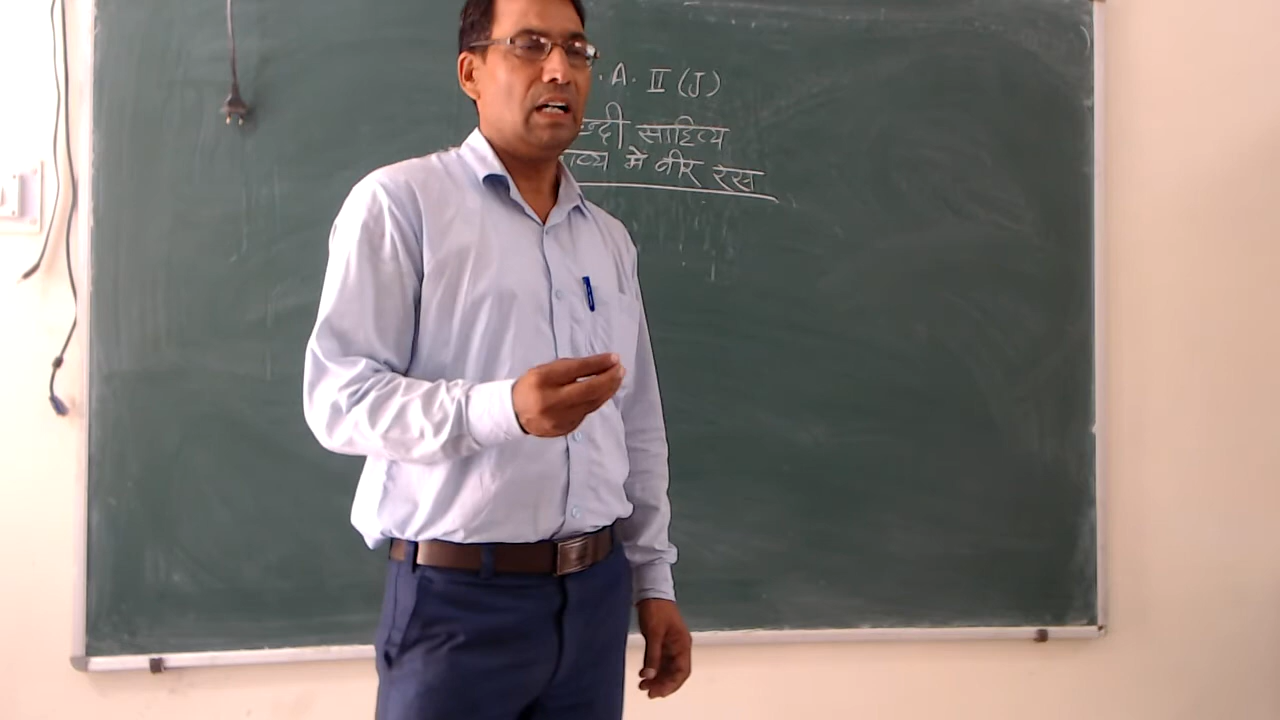 . A. II (J)
न्दी साहित्य
ाव्य में वीर रस